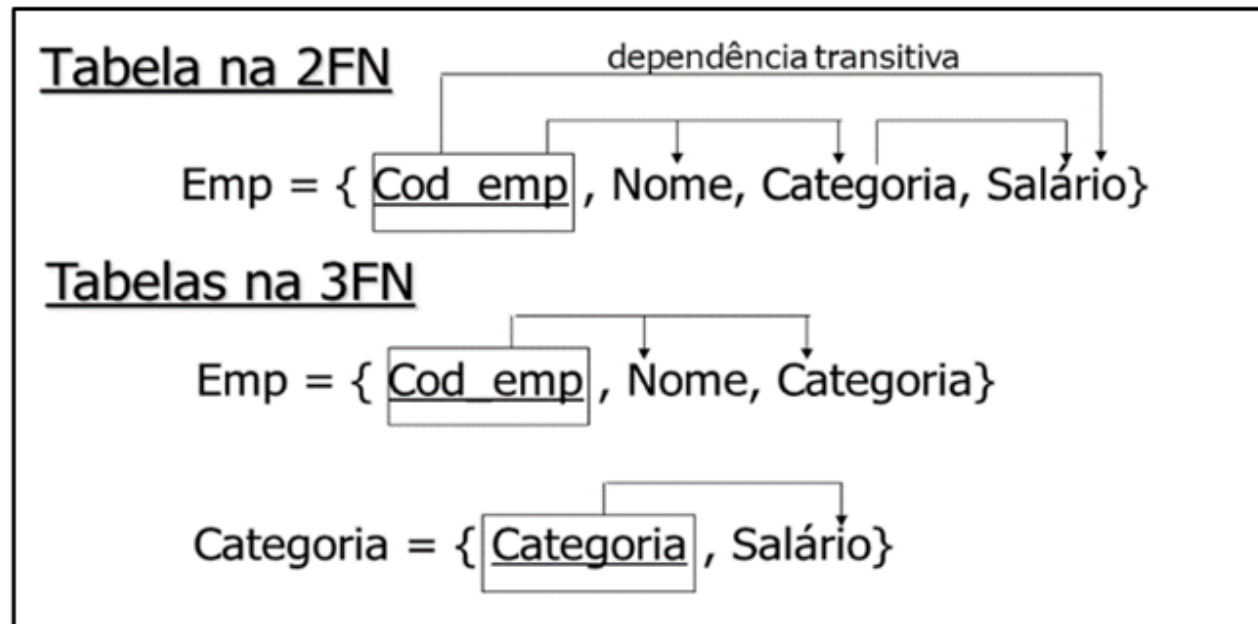 Tabela na 2FN
dependência transitiva
Emp = { Cod_emp , Nome, Categoria, Salário}
Tabelas na 3FN
Emp = { Cod_emp , Nome, Categoria}
Categoria = { Categoria , Salário}